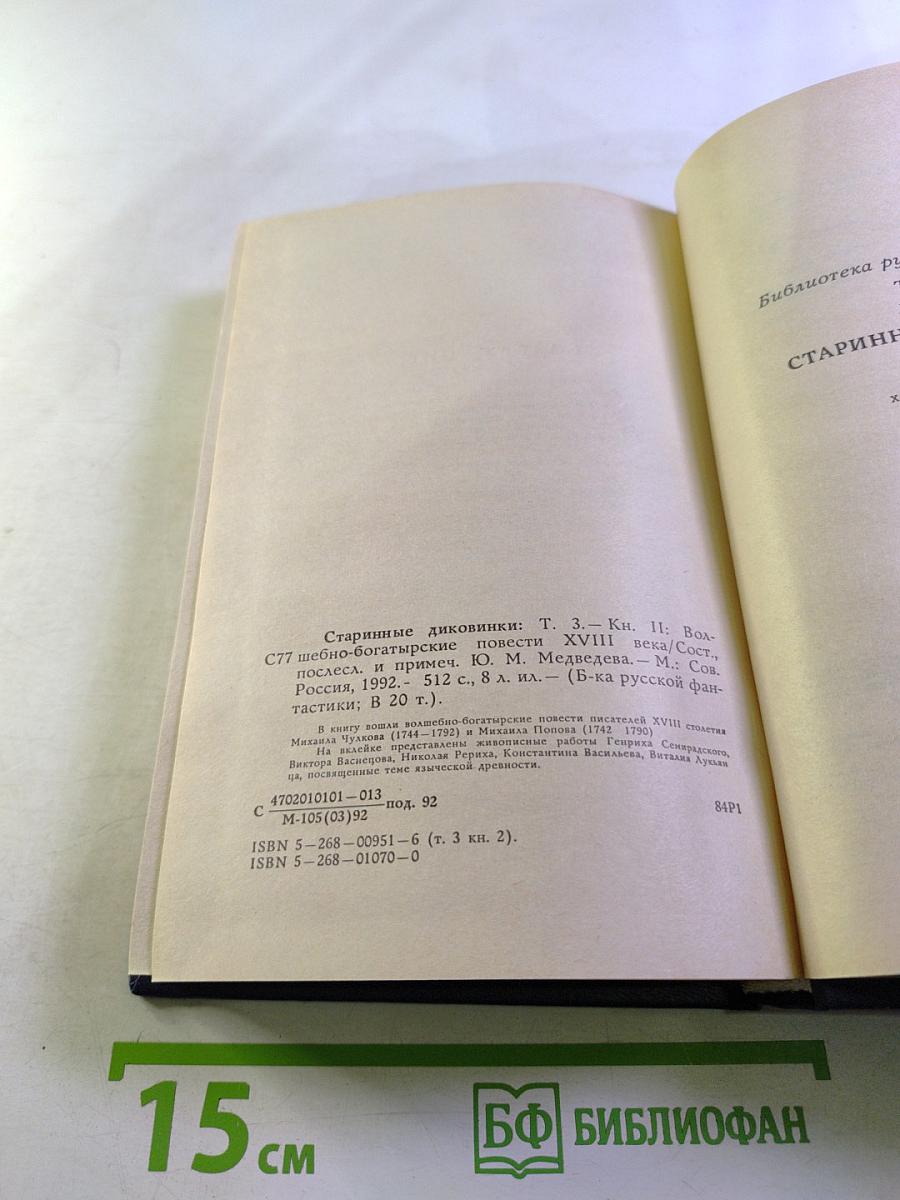 Старинные диковинки: Т. 3.— Кн. II: Вол-
С77 шебно-богатырские повести XVIII века/Сост.,
послесл. и примеч. Ю. М. Медведева.— М.: Сов.
Россия, 1992.- 512 с., 8 л. ил.— (Б-ка русской фан-
тастики; В 20 т.).
В книгу вошли волшебно-богатырские повести писателей XVIII столетия
Михаила Чулкова (1744—1792) и Михаила Попова (1742 1790)
На вклейке представлены живописные работы Генриха Семирадского,
Виктора Васнецова, Николая Рериха, Константина Васильева, Виталия Лукьян
ца, посвященные теме языческой древности.
С 4702010101—013
М-105(03)92 под. 92
84Р1
ISBN 5—268—00951—6 (т. 3 кн. 2).
ISBN 5—268—01070—0
Библиотека ру
СТАРИНН
15 см
БФ БИБЛИОФАН